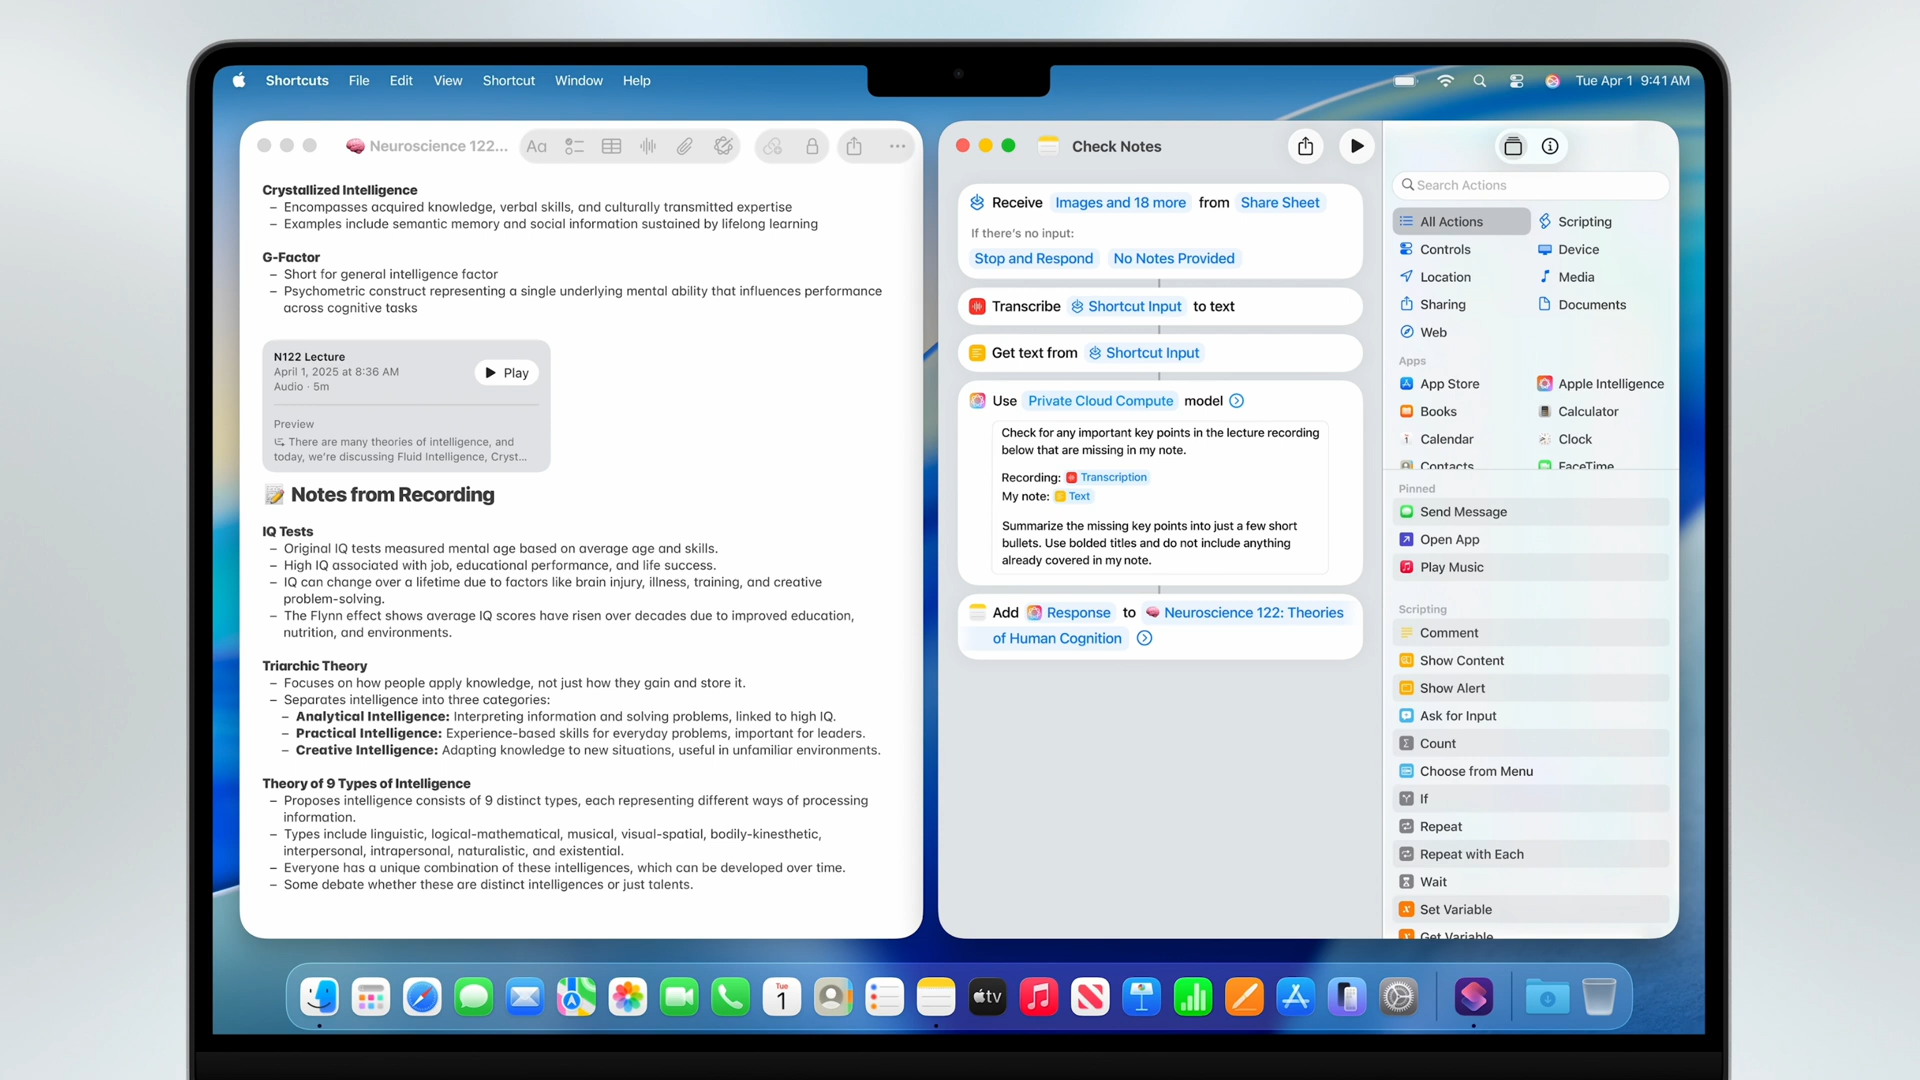 Shortcuts File Edit View Shortcut Window Help
Tue Apr 1 9:41 AM
Neuroscience 122...
Aa
Crystallized Intelligence
– Encompasses acquired knowledge, verbal skills, and culturally transmitted expertise
– Examples include semantic memory and social information sustained by lifelong learning
G-Factor
– Short for general intelligence factor
– Psychometric construct representing a single underlying mental ability that influences performance
across cognitive tasks
N122 Lecture
April 1, 2025 at 8:36 AM
Audio · 5m
Play
Preview
There are many theories of intelligence, and
today, we're discussing Fluid Intelligence, Cryst...
Notes from Recording
IQ Tests
– Original IQ tests measured mental age based on average age and skills.
– High IQ associated with job, educational performance, and life success.
– IQ can change over a lifetime due to factors like brain injury, illness, training, and creative
problem-solving.
– The Flynn effect shows average IQ scores have risen over decades due to improved education,
nutrition, and environments.
Triarchic Theory
– Focuses on how people apply knowledge, not just how they gain and store it.
– Separates intelligence into three categories:
– Analytical Intelligence: Interpreting information and solving problems, linked to high IQ.
– Practical Intelligence: Experience-based skills for everyday problems, important for leaders.
– Creative Intelligence: Adapting knowledge to new situations, useful in unfamiliar environments.
Theory of 9 Types of Intelligence
– Proposes intelligence consists of 9 distinct types, each representing different ways of processing
information.
– Types include linguistic, logical-mathematical, musical, visual-spatial, bodily-kinesthetic,
interpersonal, intrapersonal, naturalistic, and existential.
– Everyone has a unique combination of these intelligences, which can be developed over time.
– Some debate whether these are distinct intelligences or just talents.
Check Notes
Receive Images and 18 more from Share Sheet
If there's no input:
Stop and Respond No Notes Provided
Transcribe Shortcut Input to text
Get text from Shortcut Input
Use Private Cloud Compute model
Check for any important key points in the lecture recording
below that are missing in my note.
Recording: Transcription
My note: Text
Summarize the missing key points into just a few short
bullets. Use bolded titles and do not include anything
already covered in my note.
Add Response to Neuroscience 122: Theories
of Human Cognition
Search Actions
All Actions Scripting
Controls Device
Location Media
Sharing Documents
Web
Apps
App Store Apple Intelligence
Books Calculator
Calendar Clock
Contacts FaceTime
Pinned
Send Message
Open App
Play Music
Scripting
Comment
Show Content
Show Alert
Ask for Input
Count
Choose from Menu
If
Repeat
Repeat with Each
Wait
Set Variable
Get Variable
Tue
1
tv